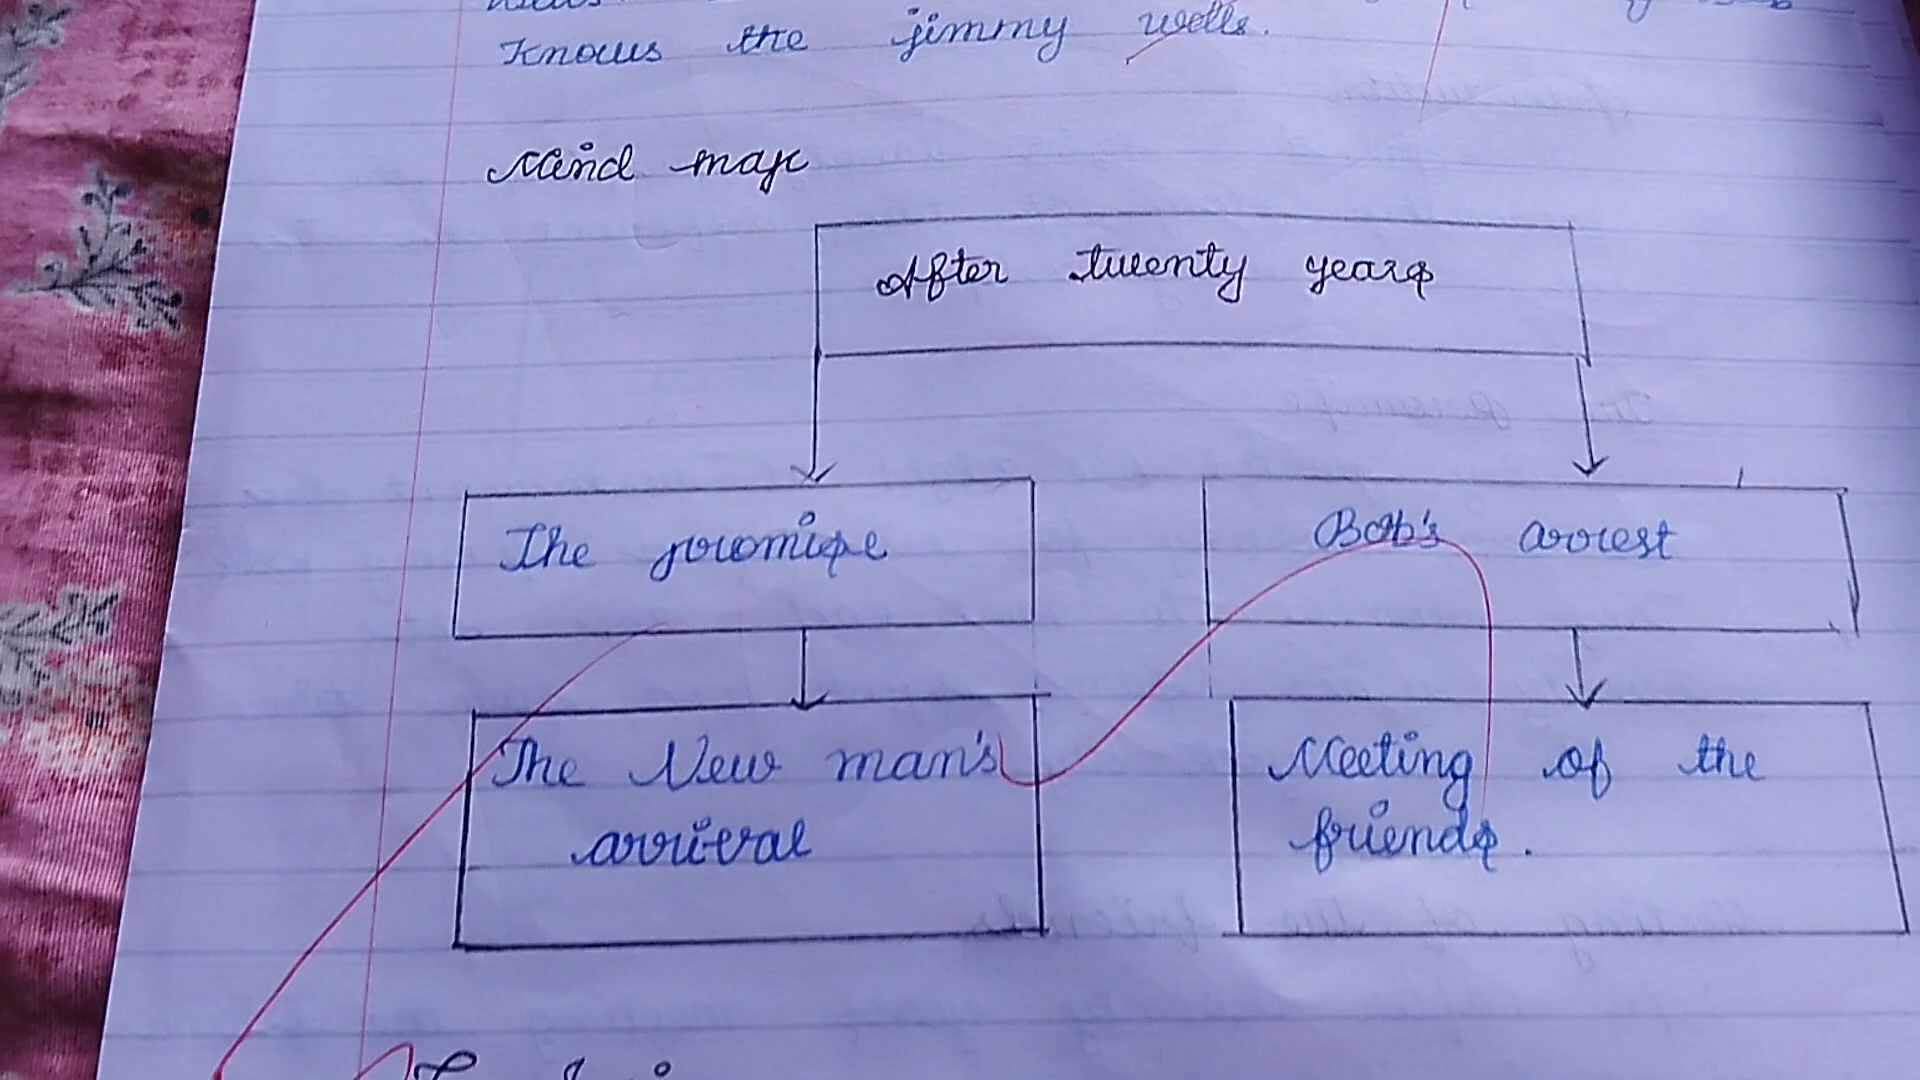 Knows the jimmy wells.
Mind map
After twenty years
The promise
Bob's arrest
The New man's
arrival
Meeting of the
friends.